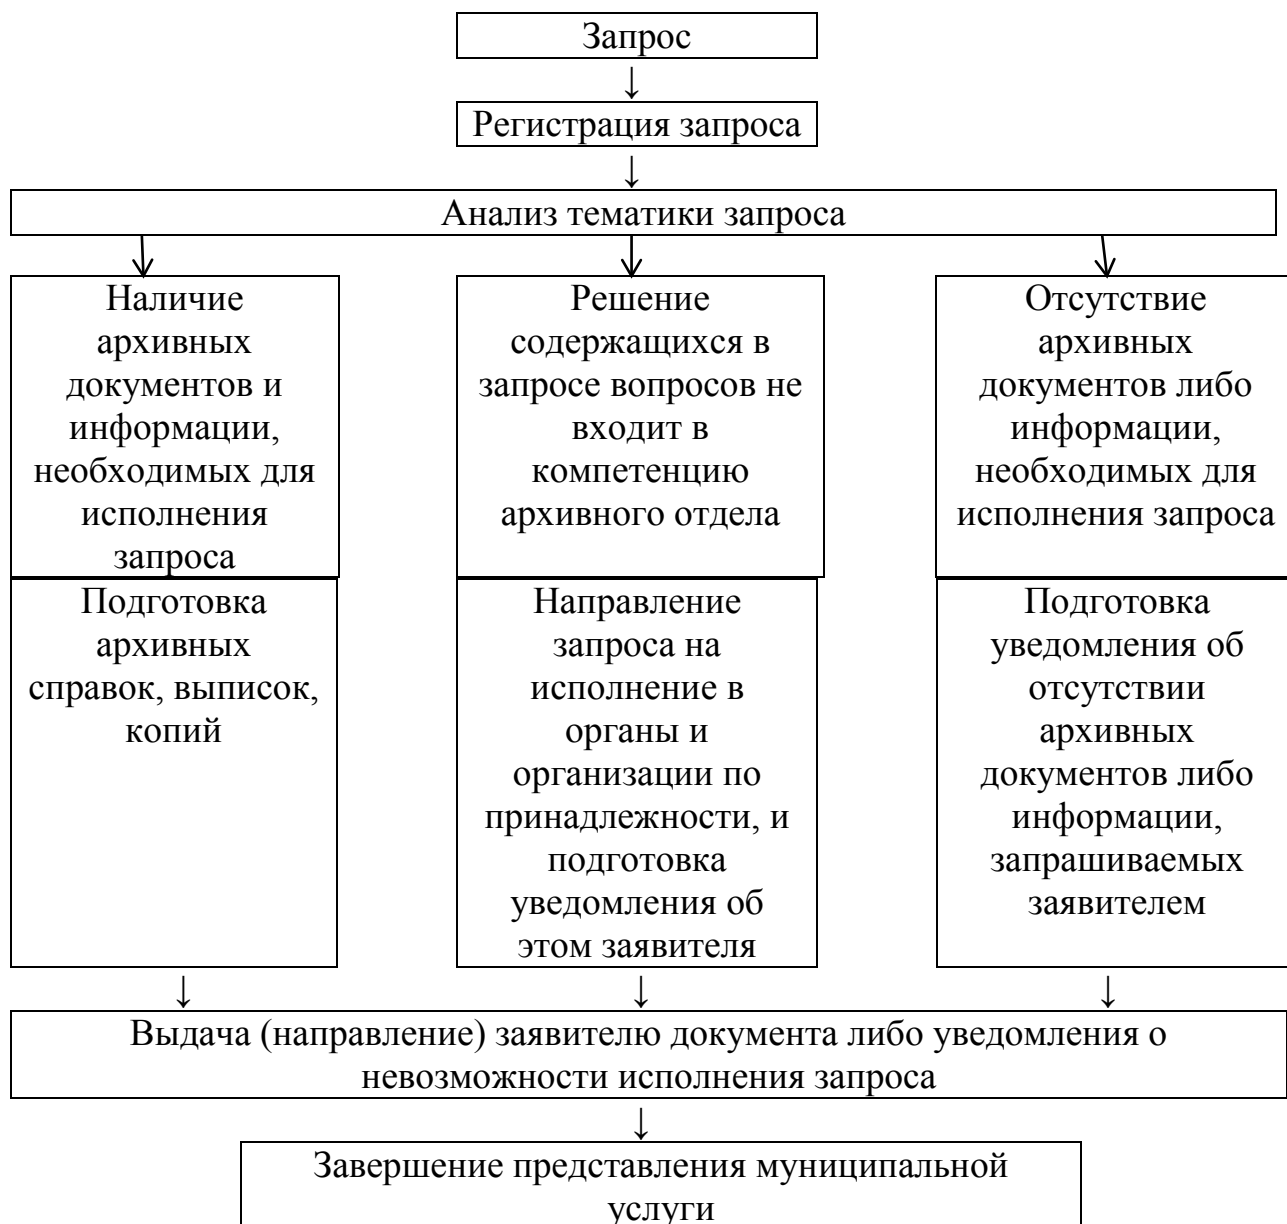 Запрос
↓
Регистрация запроса
↓
Анализ тематики запроса
Наличие
архивных
документов и
информации,
необходимых для
исполнения
запроса
Решение
содержащихся в
запросе вопросов не
входит в
компетенцию
архивного отдела
Отсутствие
архивных
документов либо
информации,
необходимых для
исполнения запроса
Подготовка
архивных
справок, выписок,
копий
Направление
запроса на
исполнение в
органы и
организации по
принадлежности, и
подготовка
уведомления об
этом заявителя
Подготовка
уведомления об
отсутствии
архивных
документов либо
информации,
запрашиваемых
заявителем
↓ ↓ ↓
Выдача (направление) заявителю документа либо уведомления о
невозможности исполнения запроса
↓
Завершение представления муниципальной
услуги